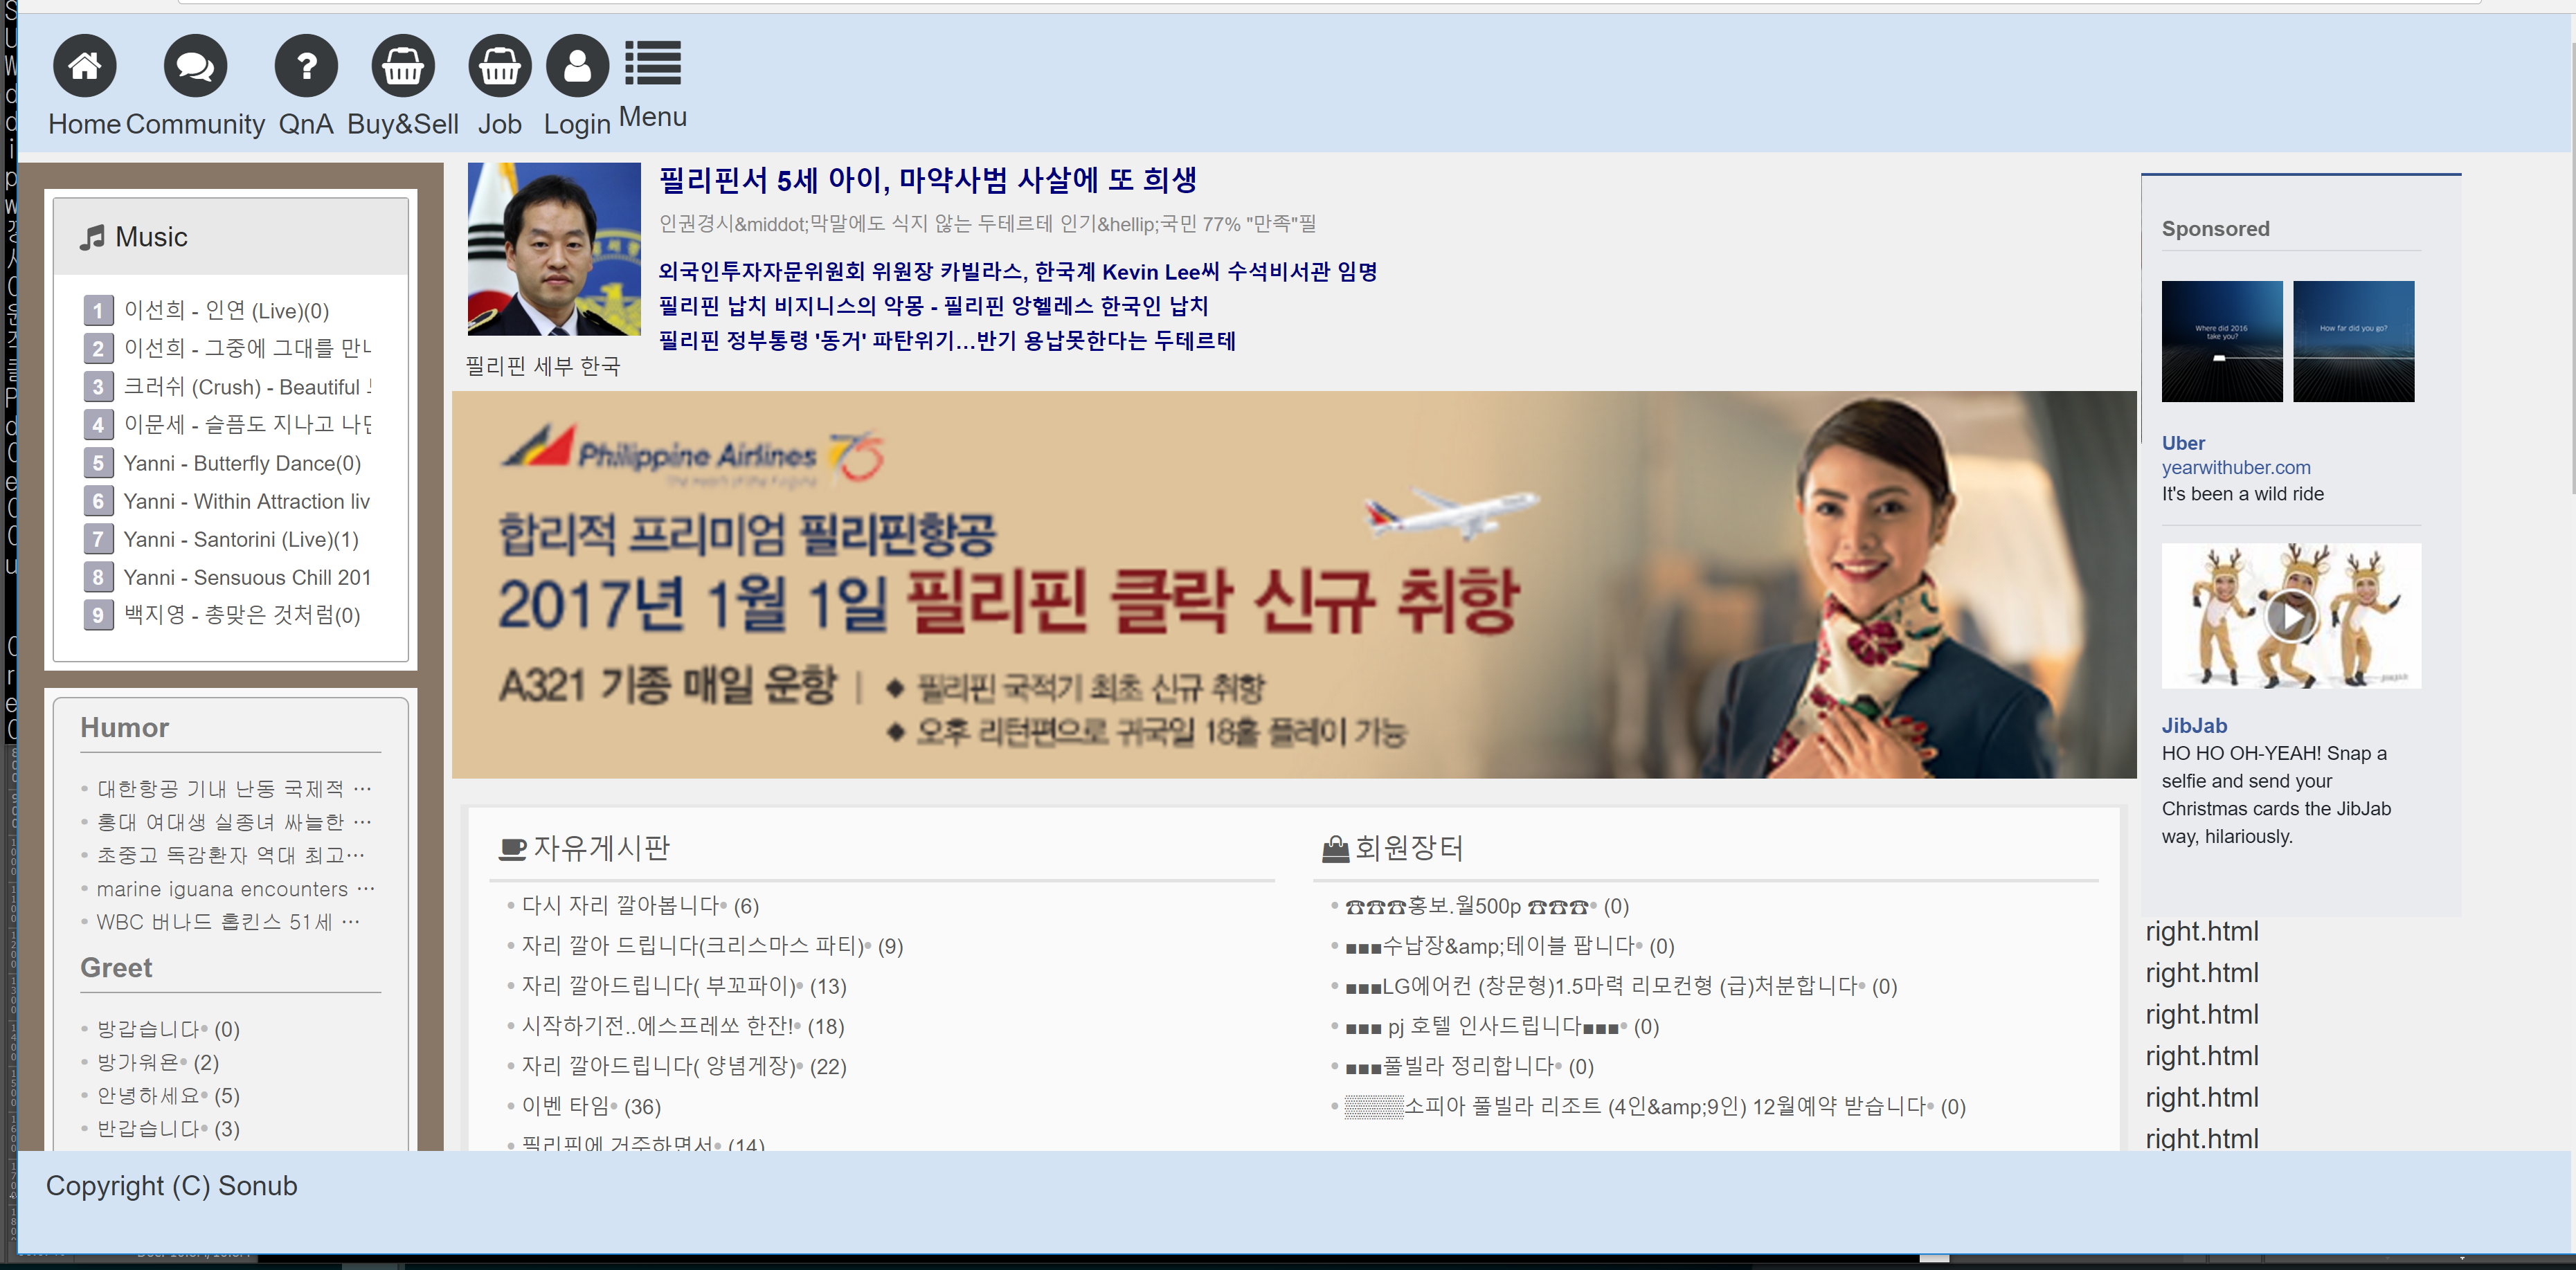 Home Community QnA Buy&Sell Job Login Menu
Music
1 이선희 - 인연 (Live)(0)
2 이선희 - 그중에 그대를 만나
3 크러쉬 (Crush) - Beautiful
4 이문세 - 슬픔도 지나고 나면
5 Yanni - Butterfly Dance(0)
6 Yanni - Within Attraction liv
7 Yanni - Santorini (Live)(1)
8 Yanni - Sensuous Chill 201
9 백지영 - 총맞은 것처럼(0)
Humor
대한항공 기내 난동 국제적 …
홍대 여대생 실종녀 싸늘한 …
초중고 독감환자 역대 최고…
marine iguana encounters …
WBC 버나드 홉킨스 51세 …
Greet
방갑습니다 (0)
방가워욘 (2)
안녕하세요 (5)
반갑습니다 (3)
필리핀 세부 한국
필리핀서 5세 아이, 마약사범 사살에 또 희생
인권경시&middot;막말에도 식지 않는 두테르테 인기&hellip;국민 77% "만족"필
외국인투자자문위원회 위원장 카빌라스, 한국계 Kevin Lee씨 수석비서관 임명
필리핀 납치 비지니스의 악몽 - 필리핀 앙헬레스 한국인 납치
필리핀 정부통령 '동거' 파탄위기…반기 용납못한다는 두테르테
Philippine Airlines 75
합리적 프리미엄 필리핀항공
2017년 1월 1일 필리핀 클락 신규 취항
A321 기종 매일 운항 | ◆ 필리핀 국적기 최초 신규 취항
◆ 오후 리턴편으로 귀국일 18홀 플레이 가능
자유게시판
다시 자리 깔아봅니다 (6)
자리 깔아 드립니다(크리스마스 파티) (9)
자리 깔아드립니다( 부꼬파이) (13)
시작하기전..에스프레쏘 한잔! (18)
자리 깔아드립니다( 양념게장) (22)
이벤 타임 (36)
필리핀에 거주하면서 (14)
회원장터
☎☎☎홍보.월500p ☎☎☎ (0)
■■■수납장&amp;테이블 팝니다 (0)
■■■LG에어컨 (창문형)1.5마력 리모컨형 (급)처분합니다 (0)
■■■ pj 호텔 인사드립니다■■■ (0)
■■■풀빌라 정리합니다 (0)
▒▒▒▒소피아 풀빌라 리조트 (4인&amp;9인) 12월예약 받습니다 (0)
Sponsored
Where did 2016
take you?
How far did you go?
Uber
yearwithuber.com
It's been a wild ride
JibJab
JibJab
HO HO OH-YEAH! Snap a
selfie and send your
Christmas cards the JibJab
way, hilariously.
right.html
right.html
right.html
right.html
right.html
right.html
Copyright (C) Sonub